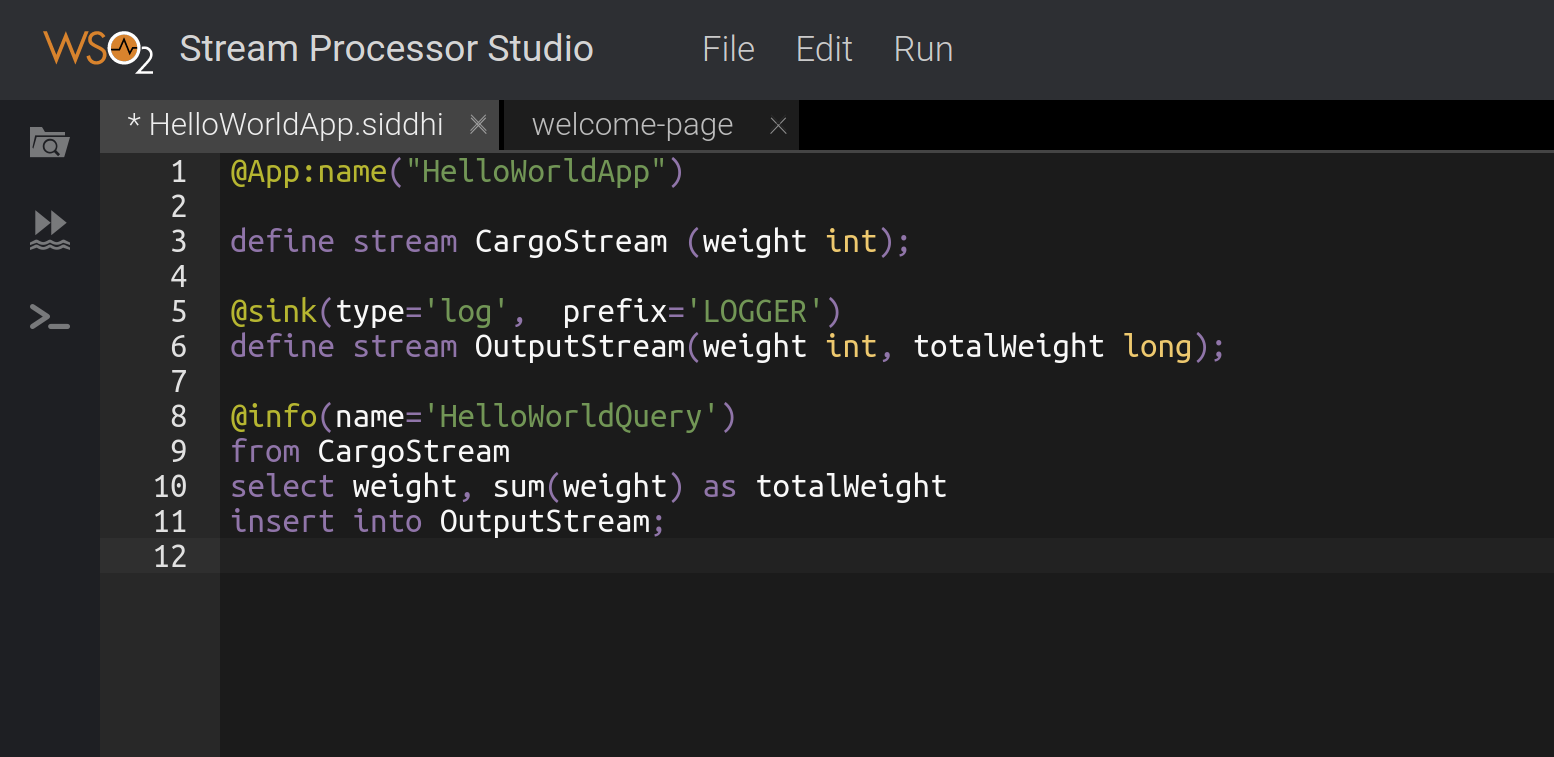 WSO2 Stream Processor Studio File Edit Run
* HelloWorldApp.siddhi welcome-page
1 @App:name("HelloWorldApp")
2
3 define stream CargoStream (weight int);
4
5 @sink(type='log',  prefix='LOGGER')
6 define stream OutputStream(weight int, totalWeight long);
7
8 @info(name='HelloWorldQuery')
9 from CargoStream
10 select weight, sum(weight) as totalWeight
11 insert into OutputStream;
12